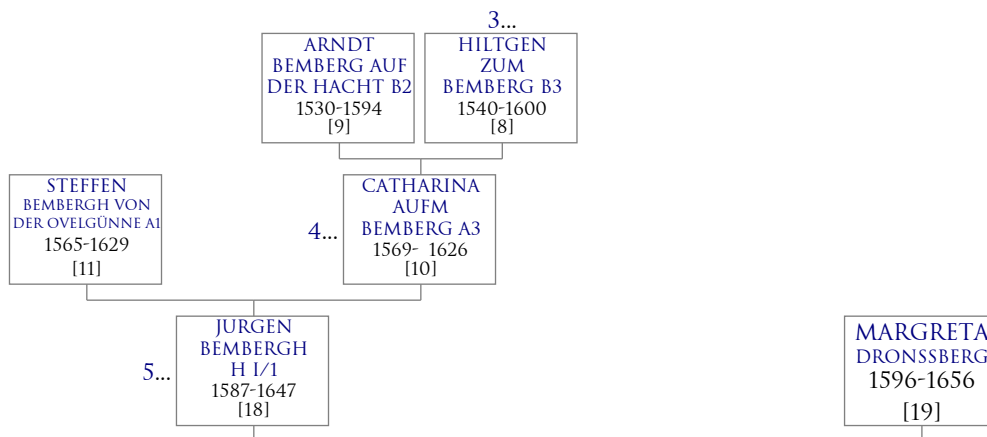 3...
ARNDT
BEMBERG AUF
DER HACHT B2
1530-1594
[9]
HILTGEN
ZUM
BEMBERG B3
1540-1600
[8]
STEFFEN
BEMBERGH VON
DER OVELGÜNNE A1
1565-1629
[11]
4...
CATHARINA
AUFM
BEMBERG A3
1569- 1626
[10]
5...
JURGEN
BEMBERGH
H I/1
1587-1647
[18]
MARGRETA
DRONSSBERG
1596-1656
[19]